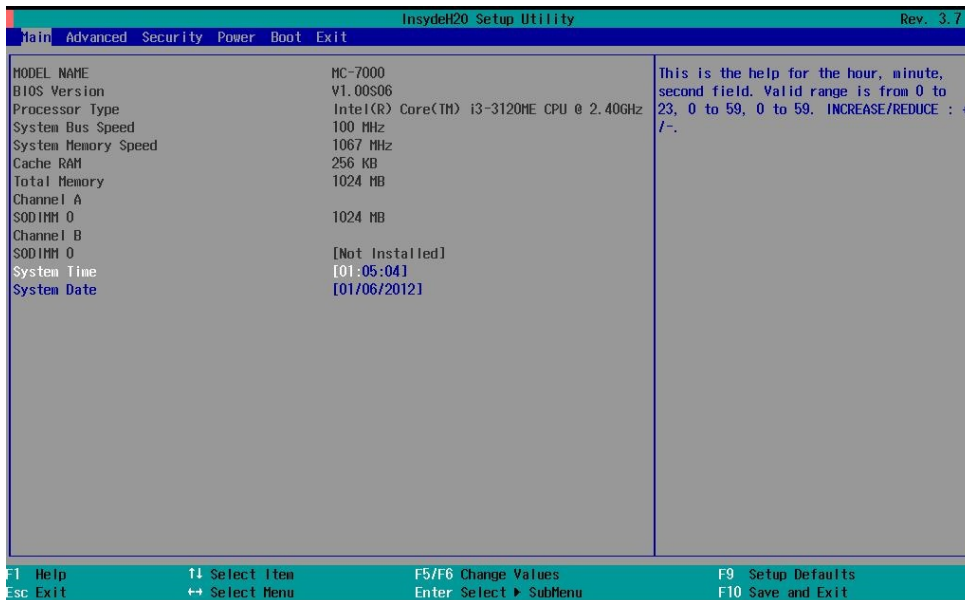 InsydeH20 Setup Utility Rev. 3.7
Main Advanced Security Power Boot Exit
MODEL NAME MC-7000
BIOS Version V1.00S06
Processor Type Intel(R) Core(TM) i3-3120ME CPU @ 2.40GHz
System Bus Speed 100 MHz
System Memory Speed 1067 MHz
Cache RAM 256 KB
Total Memory 1024 MB
Channel A
SODIMM 0 1024 MB
Channel B
SODIMM 0 [Not Installed]
System Time [01:05:04]
System Date [01/06/2012]
This is the help for the hour, minute,
second field. Valid range is from 0 to
23, 0 to 59, 0 to 59. INCREASE/REDUCE : +
/-.
F1 Help ↑↓ Select Item F5/F6 Change Values F9 Setup Defaults
Esc Exit ↔ Select Menu Enter Select ▶ SubMenu F10 Save and Exit